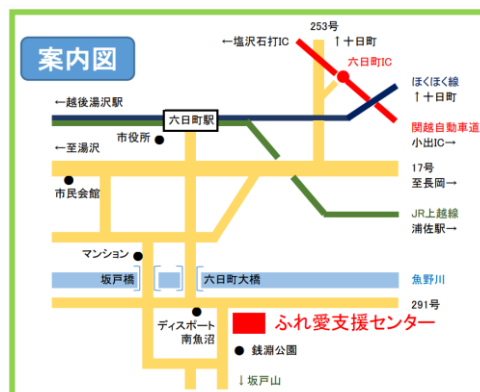 253号
←塩沢石打IC
↑十日町
案内図
六日町IC
ほくほく線
↑十日町
←越後湯沢駅
六日町駅
関越自動車道
小出IC→
市役所
←至湯沢
17号
至長岡→
市民会館
JR上越線
浦佐駅→
マンション
坂戸橋
六日町大橋
魚野川
291号
ディスポート
南魚沼
ふれ愛支援センター
銭淵公園
↓坂戸山